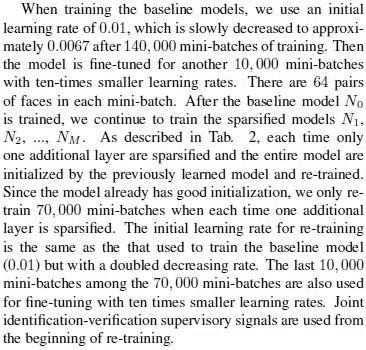 When training the baseline models, we use an initial
learning rate of 0.01, which is slowly decreased to approxi-
mately 0.0067 after 140, 000 mini-batches of training. Then
the model is fine-tuned for another 10, 000 mini-batches
with ten-times smaller learning rates. There are 64 pairs
of faces in each mini-batch. After the baseline model N0
is trained, we continue to train the sparsified models N1,
N2, ..., NM. As described in Tab. 2, each time only
one additional layer are sparsified and the entire model are
initialized by the previously learned model and re-trained.
Since the model already has good initialization, we only re-
train 70, 000 mini-batches when each time one additional
layer is sparsified. The initial learning rate for re-training
is the same as the that used to train the baseline model
(0.01) but with a doubled decreasing rate. The last 10, 000
mini-batches among the 70, 000 mini-batches are also used
for fine-tuning with ten times smaller learning rates. Joint
identification-verification supervisory signals are used from
the beginning of re-training.